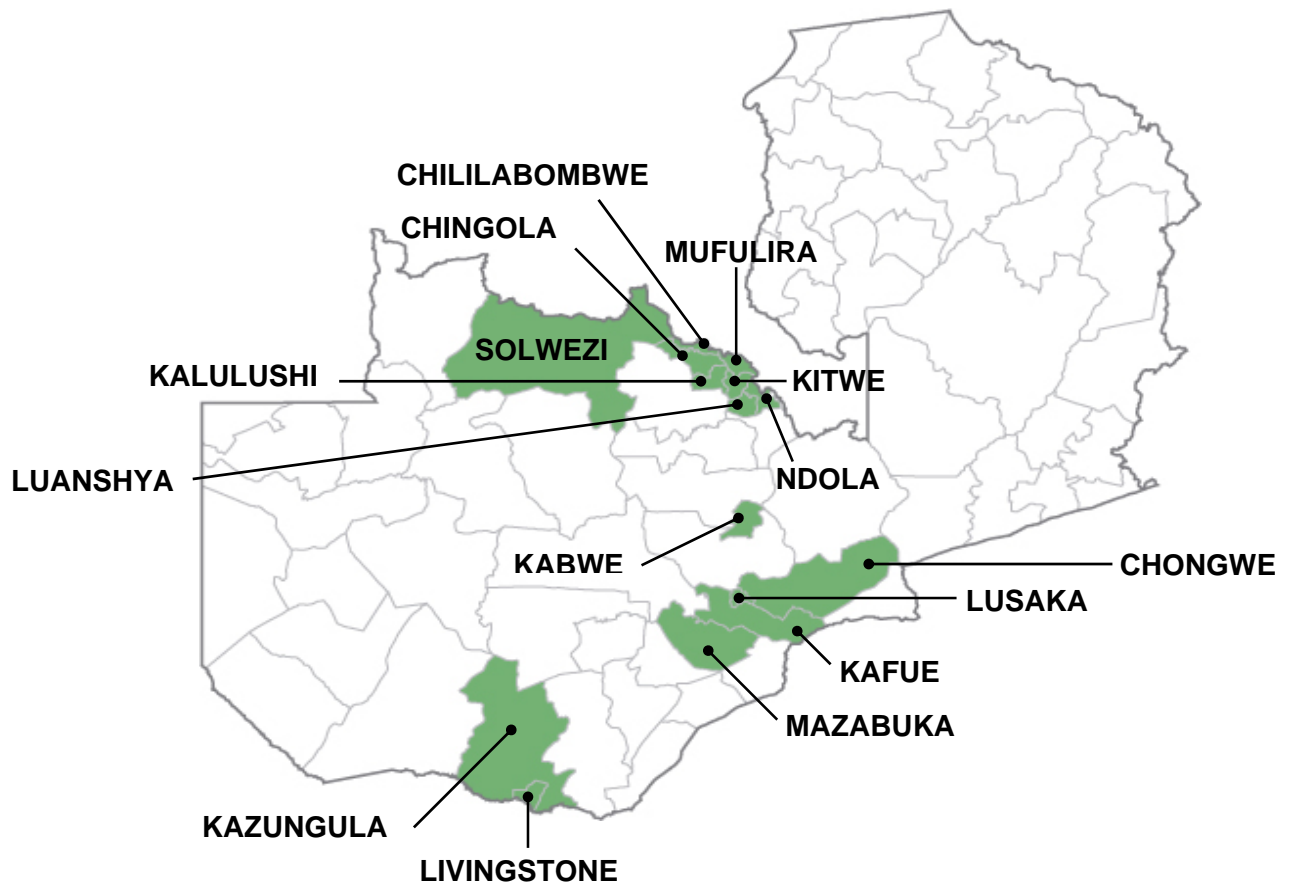 CHILILABOMBWE
CHINGOLA
MUFULIRA
SOLWEZI
KALULUSHI
KITWE
LUANSHYA
NDOLA
KABWE
CHONGWE
LUSAKA
KAFUE
MAZABUKA
KAZUNGULA
LIVINGSTONE